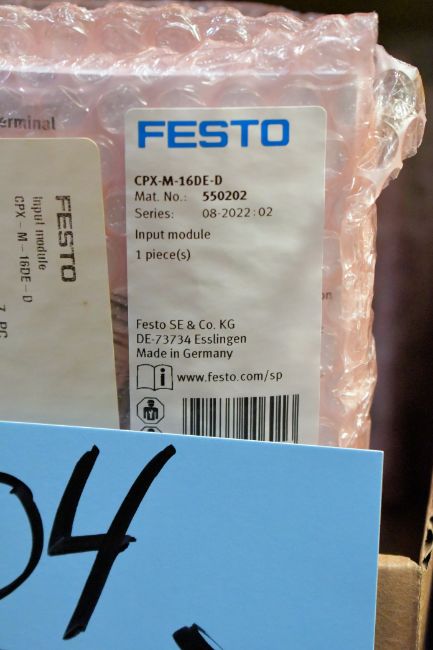 erminal
FESTO
CPX-M-16DE-D
Mat. No.: 550202
Series: 08-2022:02
Input module
1 piece(s)
Festo SE & Co. KG
DE-73734 Esslingen
Made in Germany
www.festo.com/sp
FESTO
Input module
CPX-M-16DE-D
04